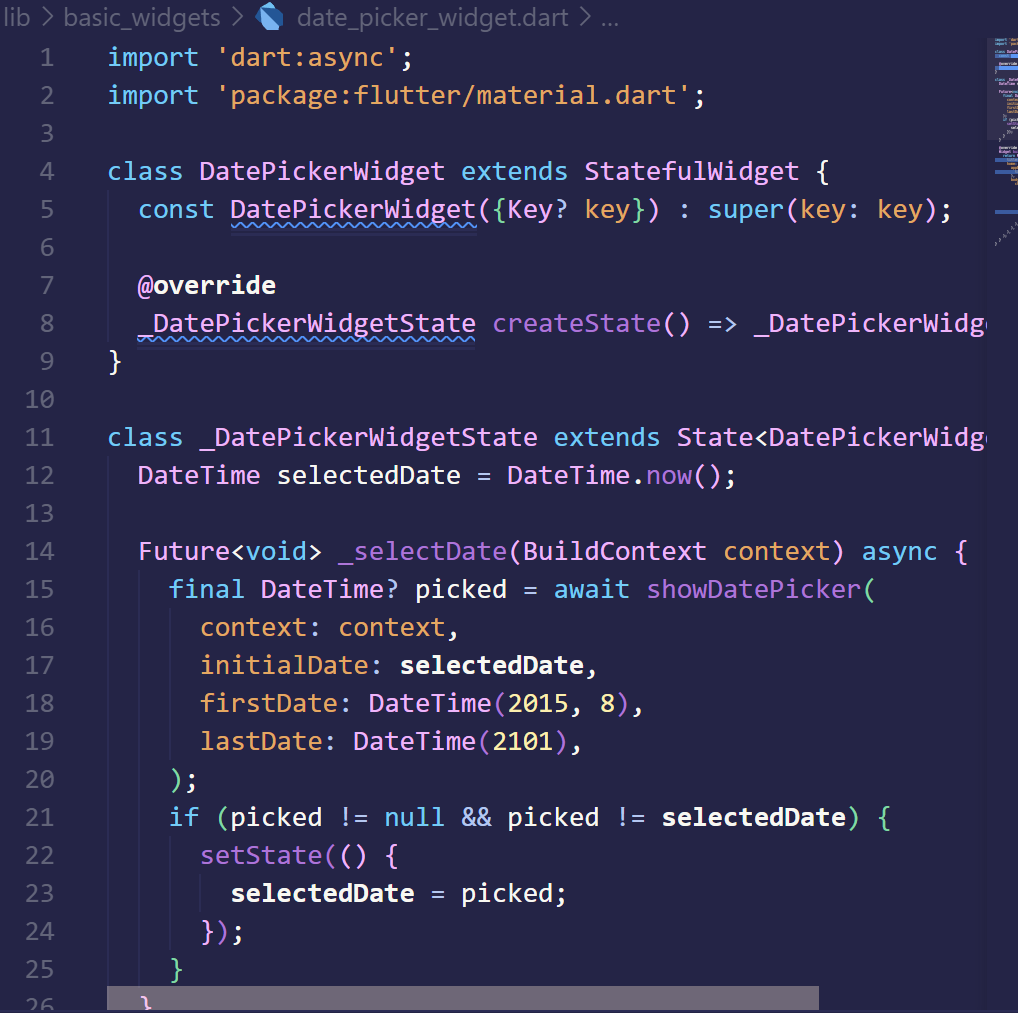 lib > basic_widgets > date_picker_widget.dart > ...
1 import 'dart:async';
2 import 'package:flutter/material.dart';
3
4 class DatePickerWidget extends StatefulWidget {
5   const DatePickerWidget({Key? key}) : super(key: key);
6
7   @override
8   _DatePickerWidgetState createState() => _DatePickerWidg
9 }
10
11 class _DatePickerWidgetState extends State<DatePickerWidg
12   DateTime selectedDate = DateTime.now();
13
14   Future<void> _selectDate(BuildContext context) async {
15     final DateTime? picked = await showDatePicker(
16       context: context,
17       initialDate: selectedDate,
18       firstDate: DateTime(2015, 8),
19       lastDate: DateTime(2101),
20     );
21     if (picked != null && picked != selectedDate) {
22       setState(() {
23         selectedDate = picked;
24       });
25     }
26   }